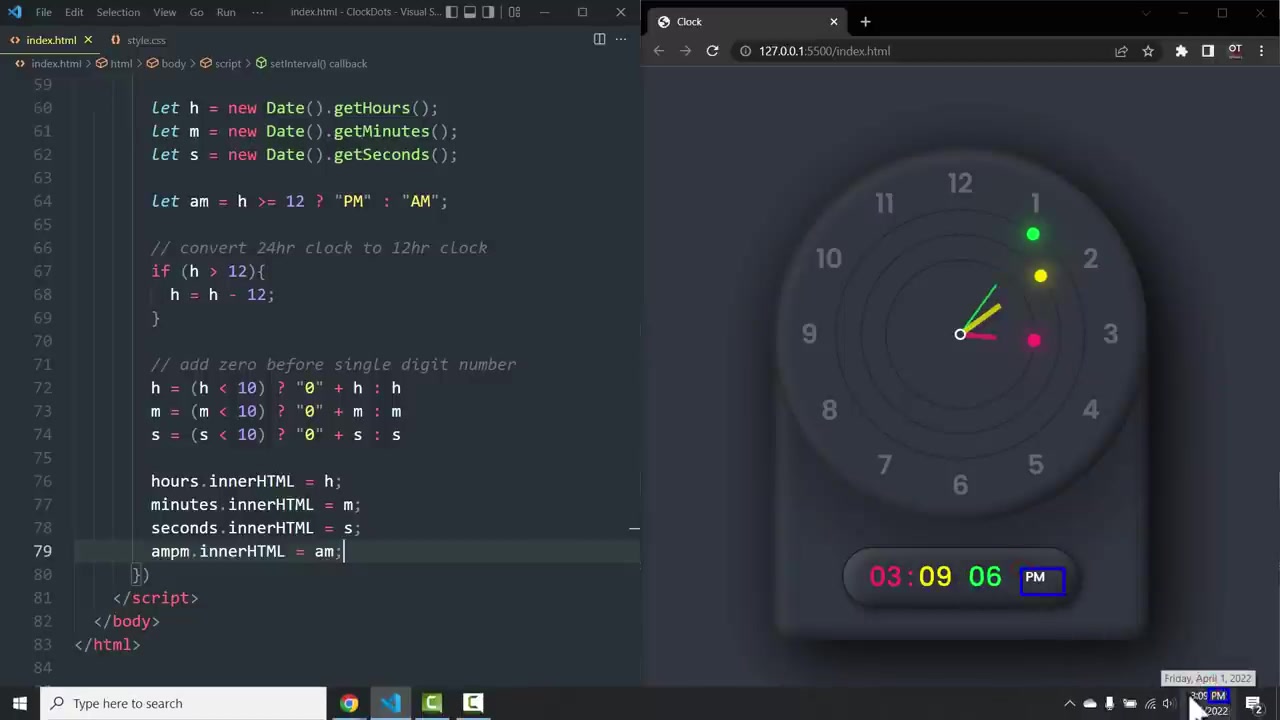 File Edit Selection View Go Run ··· index.html - ClockDots - Visual S...
index.html style.css
index.html > html > body > script > setInterval() callback
59
60 let h = new Date().getHours();
61 let m = new Date().getMinutes();
62 let s = new Date().getSeconds();
63
64 let am = h >= 12 ? "PM" : "AM";
65
66 // convert 24hr clock to 12hr clock
67 if (h > 12){
68 h = h - 12;
69 }
70
71 // add zero before single digit number
72 h = (h < 10) ? "0" + h : h
73 m = (m < 10) ? "0" + m : m
74 s = (s < 10) ? "0" + s : s
75
76 hours.innerHTML = h;
77 minutes.innerHTML = m;
78 seconds.innerHTML = s;
79 ampm.innerHTML = am;
80 })
81 </script>
82 </body>
83 </html>
84
Clock
127.0.0.1:5500/index.html
OT
12
11 1
10 2
9 3
8 4
7 5
6
03:09 06 PM
Friday, April 1, 2022
Type here to search
3:09 PM
2022
2